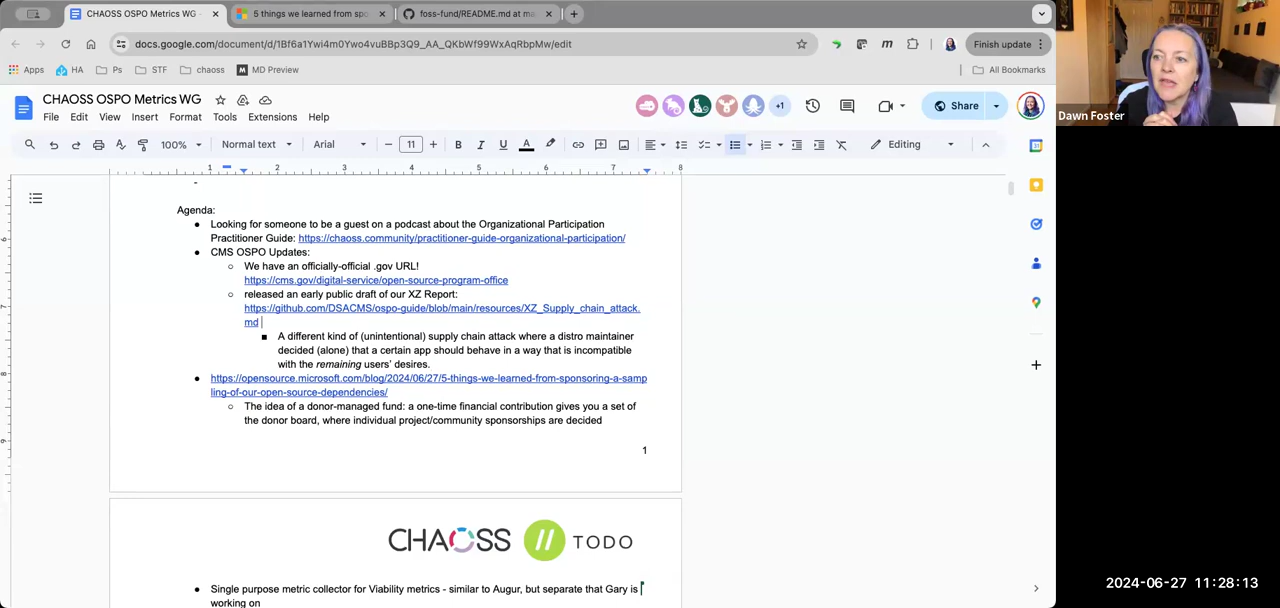 CHAOSS OSPO Metrics WG -
5 things we learned from spo
foss-fund/README.md at ma
docs.google.com/document/d/1Bf6a1Ywi4m0Ywo4vuBBp3Q9_AA_QKbWf99WxAqRbpMw/edit
Finish update
Apps
HA
Ps
STF
chaoss
MD Preview
All Bookmarks
CHAOSS OSPO Metrics WG
File Edit View Insert Format Tools Extensions Help
+1
Share
100%
Normal text
Arial
11
Editing
1 1 2 3 4 5 6 7 8
Agenda:
Looking for someone to be a guest on a podcast about the Organizational Participation
Practitioner Guide: https://chaoss.community/practitioner-guide-organizational-participation/
CMS OSPO Updates:
We have an officially-official .gov URL!
https://cms.gov/digital-service/open-source-program-office
released an early public draft of our XZ Report:
https://github.com/DSACMS/ospo-guide/blob/main/resources/XZ_Supply_chain_attack.
md
A different kind of (unintentional) supply chain attack where a distro maintainer
decided (alone) that a certain app should behave in a way that is incompatible
with the remaining users' desires.
https://opensource.microsoft.com/blog/2024/06/27/5-things-we-learned-from-sponsoring-a-samp
ling-of-our-open-source-dependencies/
The idea of a donor-managed fund: a one-time financial contribution gives you a set of
the donor board, where individual project/community sponsorships are decided
1
CHAOSS TODO
Single purpose metric collector for Viability metrics - similar to Augur, but separate that Gary is
working on
Dawn Foster
2024-06-27 11:28:13